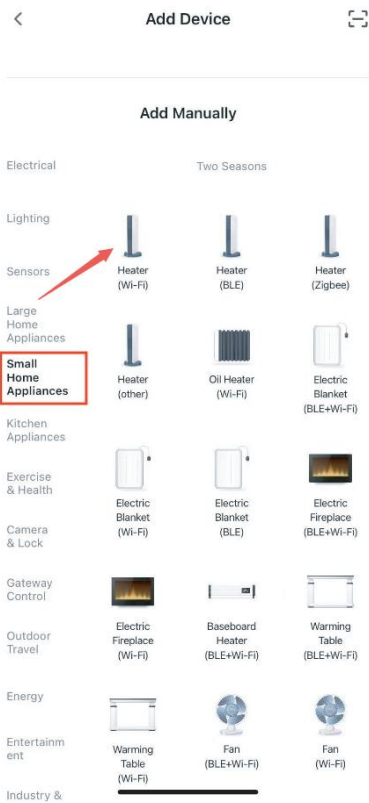 Add Device
Add Manually
Electrical
Lighting
Sensors
Large
Home
Appliances
Small
Home
Appliances
Kitchen
Appliances
Exercise
& Health
Camera
& Lock
Gateway
Control
Outdoor
Travel
Energy
Entertainm
ent
Industry &
Two Seasons
Heater
(Wi-Fi)
Heater
(BLE)
Heater
(Zigbee)
Heater
(other)
Oil Heater
(Wi-Fi)
Electric
Blanket
(BLE+Wi-Fi)
Electric
Blanket
(Wi-Fi)
Electric
Blanket
(BLE)
Electric
Fireplace
(BLE+Wi-Fi)
Electric
Fireplace
(Wi-Fi)
Baseboard
Heater
(BLE+Wi-Fi)
Warming
Table
(BLE+Wi-Fi)
Warming
Table
(Wi-Fi)
Fan
(BLE+Wi-Fi)
Fan
(Wi-Fi)